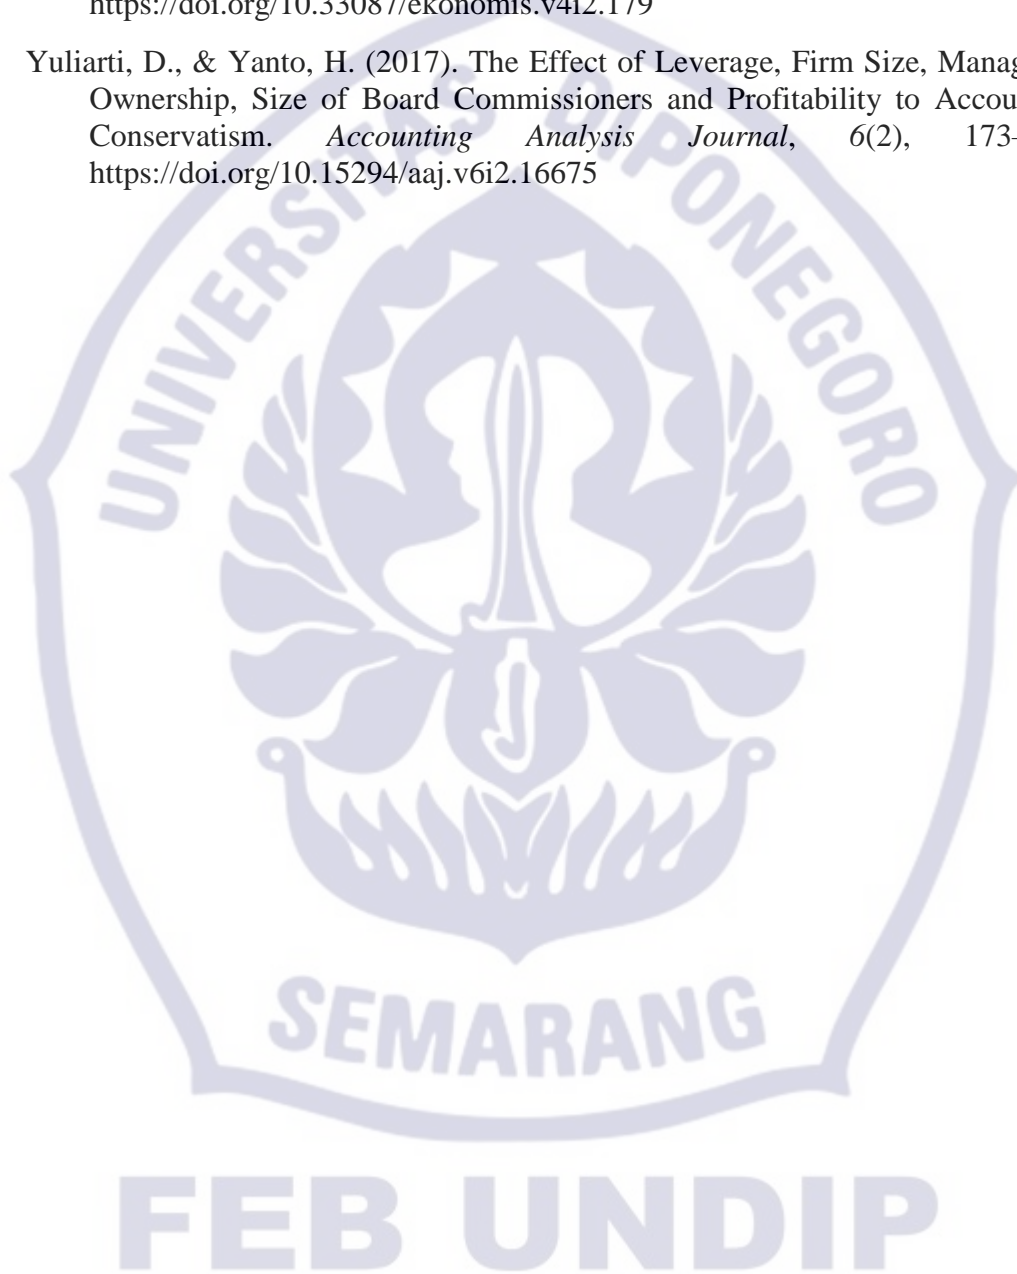 https://doi.org/10.33087/ekonomis.v4i2.179
Yuliarti, D., & Yanto, H. (2017). The Effect of Leverage, Firm Size, Manag
Ownership, Size of Board Commissioners and Profitability to Accou
Conservatism. Accounting Analysis Journal, 6(2), 173–
https://doi.org/10.15294/aaj.v6i2.16675
UNIVERSITAS DIPONEGORO
SEMARANG
FEB UNDIP